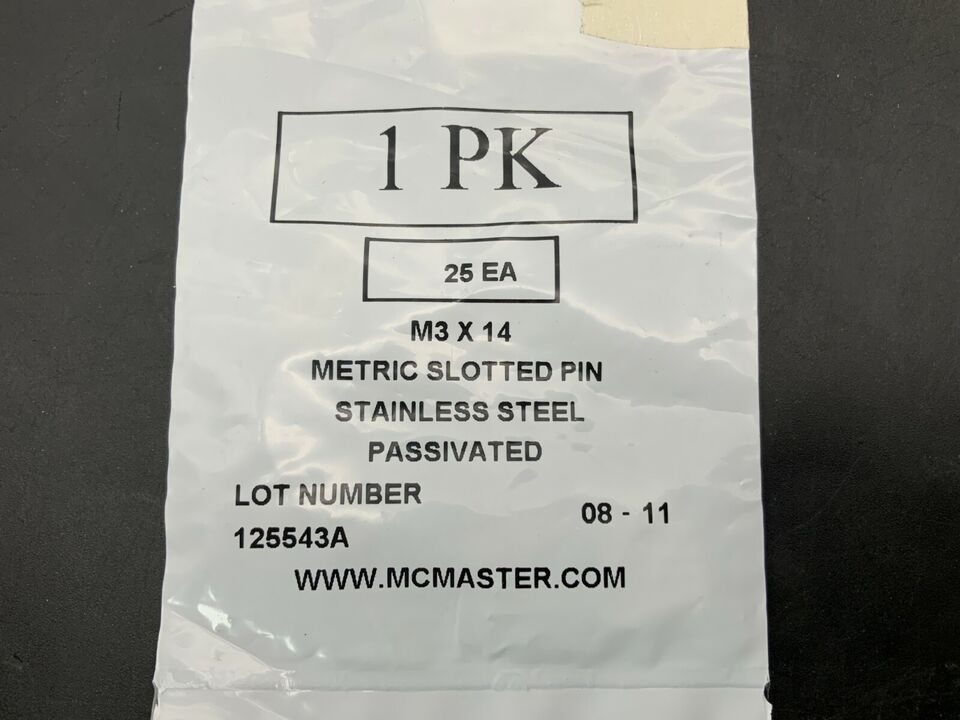 1 PK
25 EA
M3 X 14
METRIC SLOTTED PIN
STAINLESS STEEL
PASSIVATED
LOT NUMBER
125543A
08 - 11
WWW.MCMASTER.COM